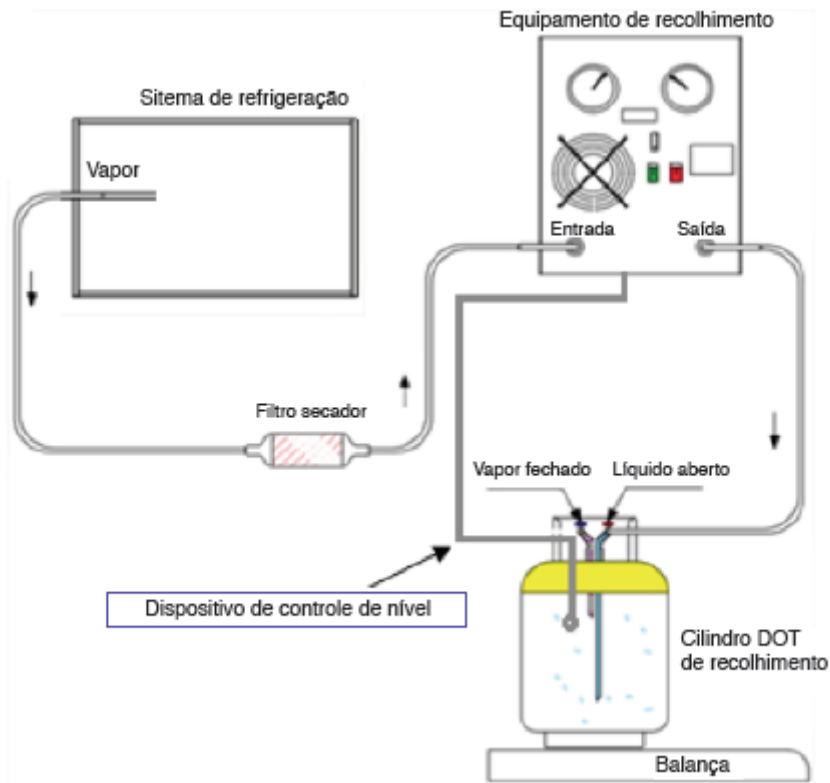 Equipamento de recolhimento
Sitema de refrigeração
Vapor
Entrada
Saída
Filtro secador
Vapor fechado
Líquido aberto
Dispositivo de controle de nível
Cilindro DOT
de recolhimento
Balança